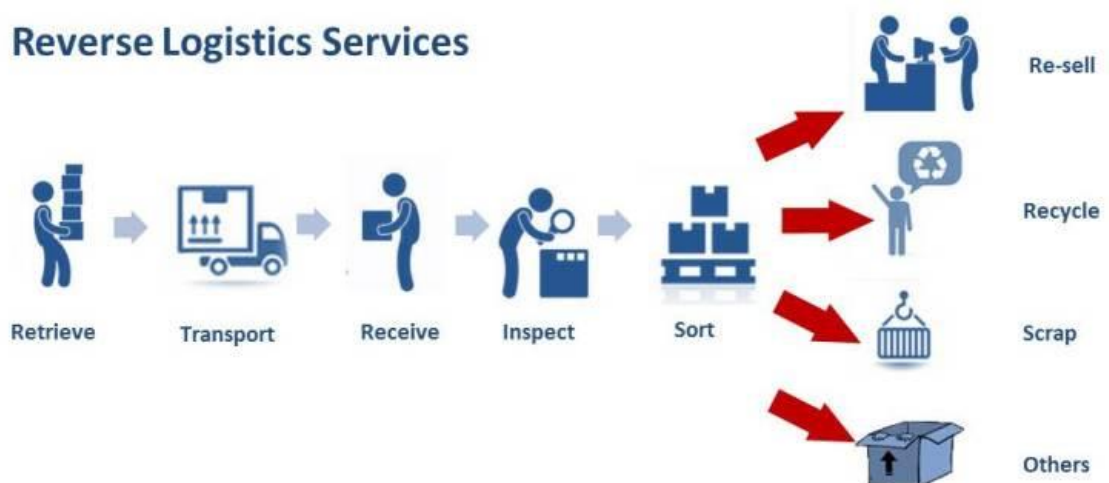 Reverse Logistics Services
Re-sell
Recycle
Retrieve
Transport
Receive
Inspect
Sort
Scrap
Others